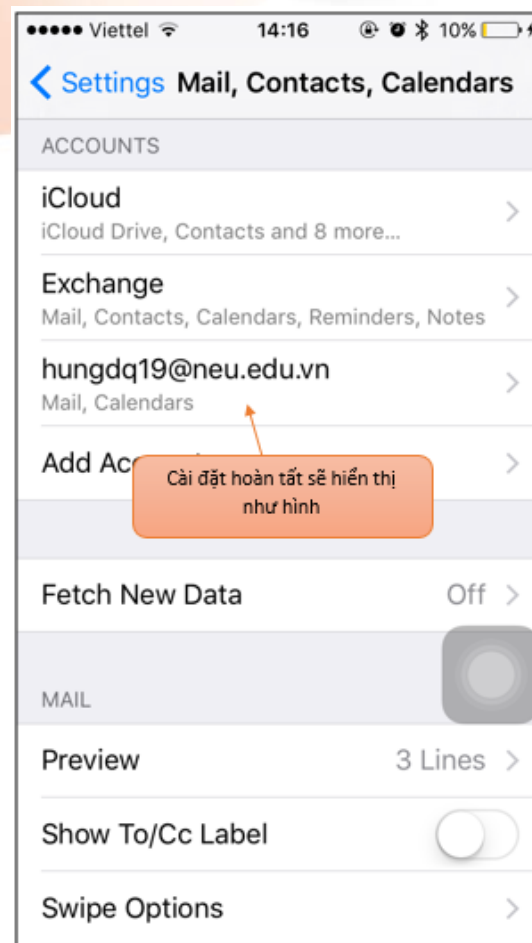 Viettel 14:16 10%
Settings Mail, Contacts, Calendars
ACCOUNTS
iCloud
iCloud Drive, Contacts and 8 more...
Exchange
Mail, Contacts, Calendars, Reminders, Notes
hungdq19@neu.edu.vn
Mail, Calendars
Add
Cài đặt hoàn tất sẽ hiển thị
như hình
Fetch New Data Off
MAIL
Preview 3 Lines
Show To/Cc Label
Swipe Options